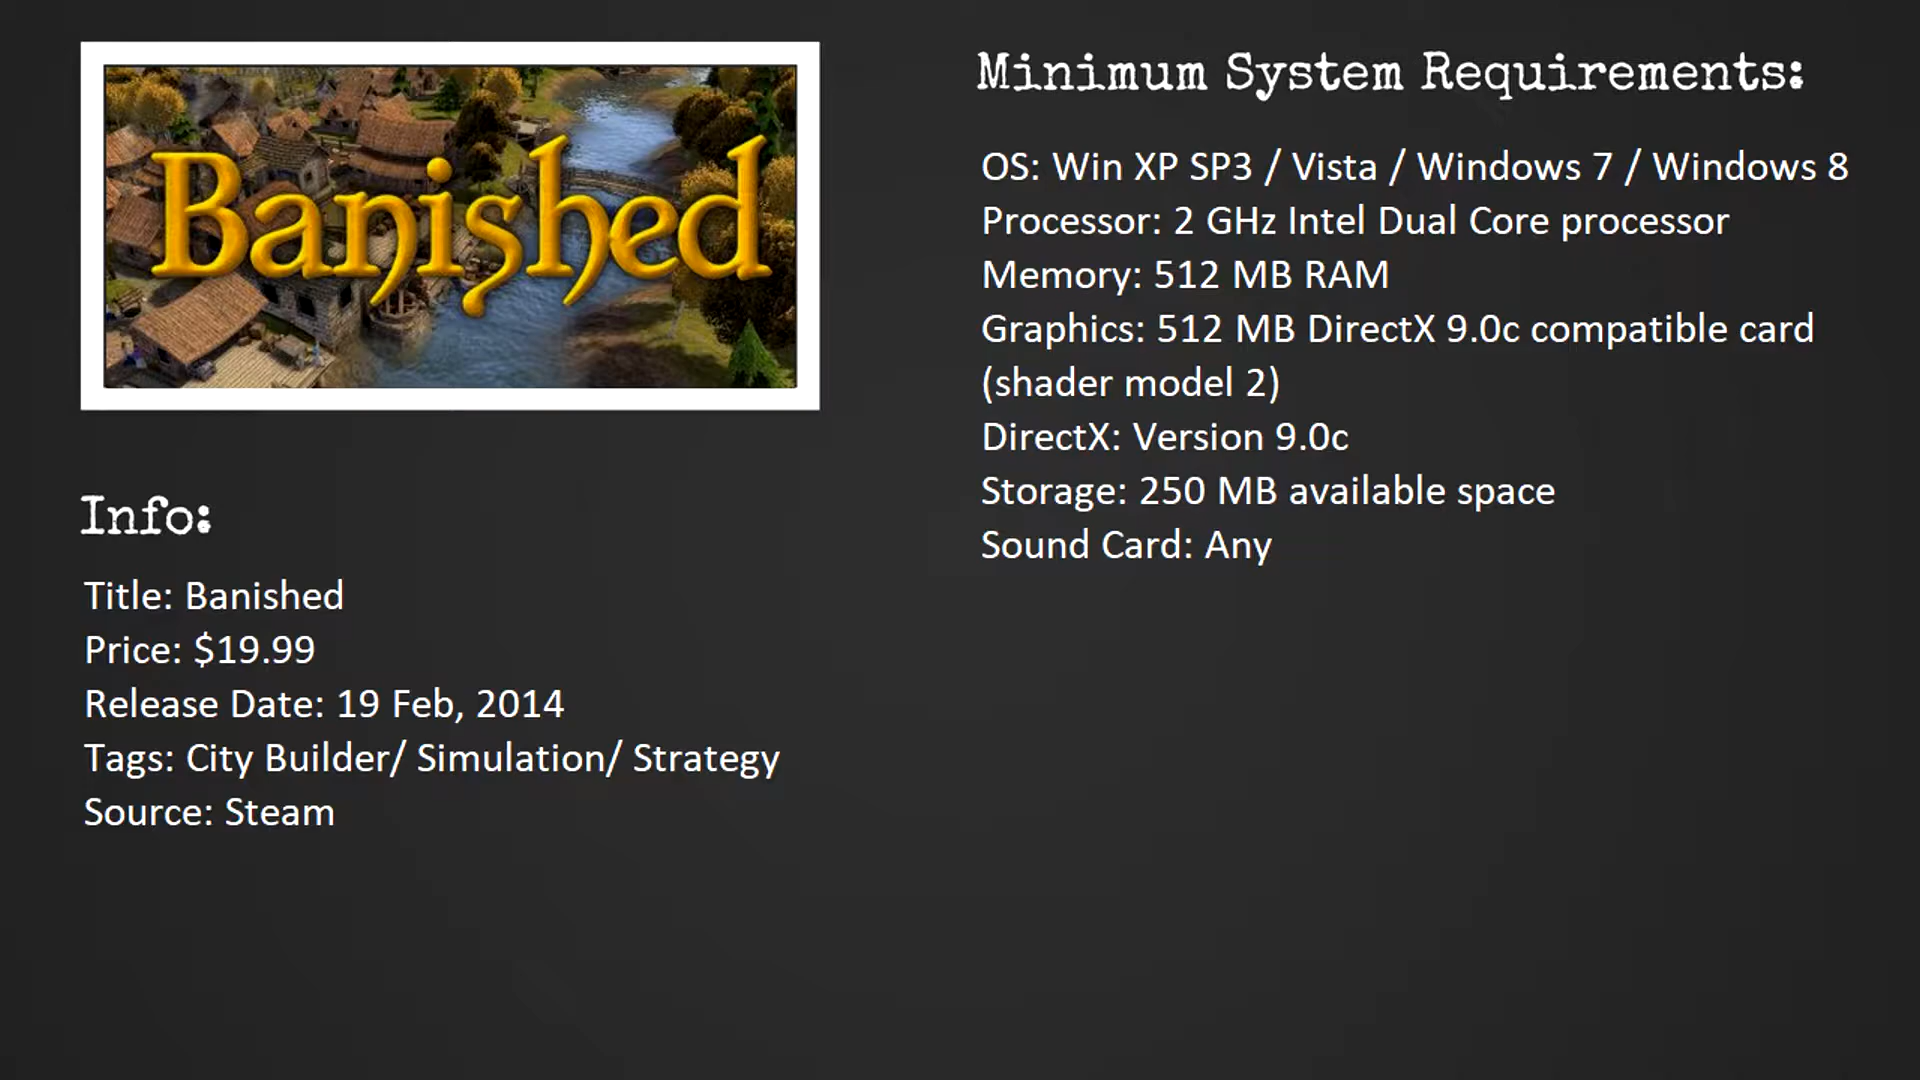 Banished
Info:
Title: Banished
Price: $19.99
Release Date: 19 Feb, 2014
Tags: City Builder/ Simulation/ Strategy
Source: Steam
Minimum System Requirements:
OS: Win XP SP3 / Vista / Windows 7 / Windows 8
Processor: 2 GHz Intel Dual Core processor
Memory: 512 MB RAM
Graphics: 512 MB DirectX 9.0c compatible card
(shader model 2)
DirectX: Version 9.0c
Storage: 250 MB available space
Sound Card: Any